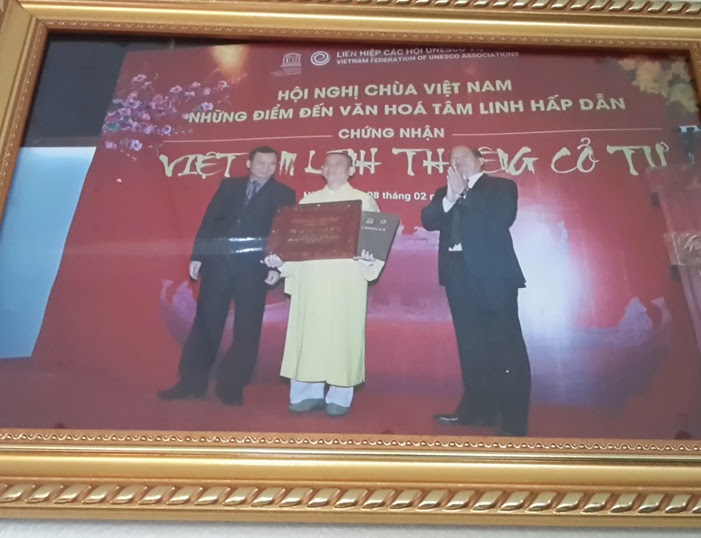 LIÊN HIỆP CÁC HỘI UNESCO
VIETNAM FEDERATION OF UNESCO ASSOCIATIONS
HỘI NGHỊ CHÙA VIỆT NAM
NHỮNG ĐIỂM ĐẾN VĂN HOÁ TÂM LINH HẤP DẪN
CHỨNG NHẬN
VIỆT LINH CỔ TỰ
08 tháng 02